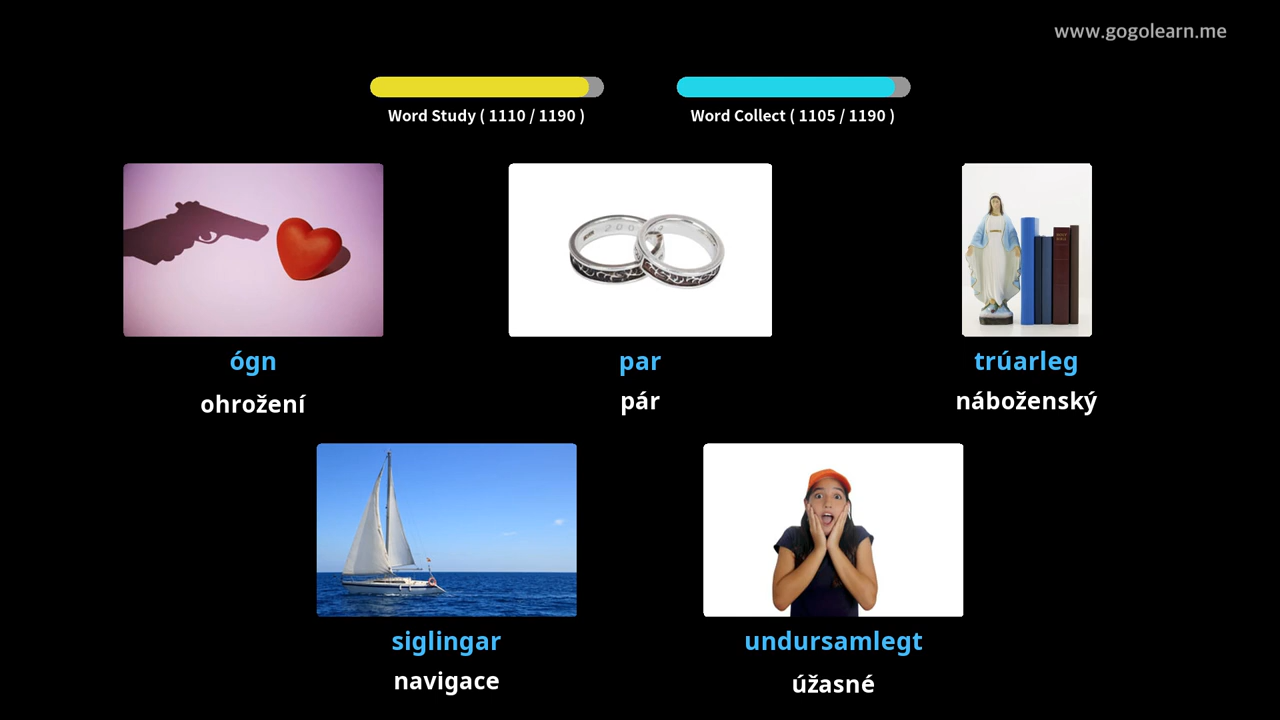 www.gogolearn.me
Word Study ( 1110 / 1190 )
Word Collect ( 1105 / 1190 )
ógn
par
trúarleg
ohrožení
pár
náboženský
siglingar
undursamlegt
navigace
úžasné